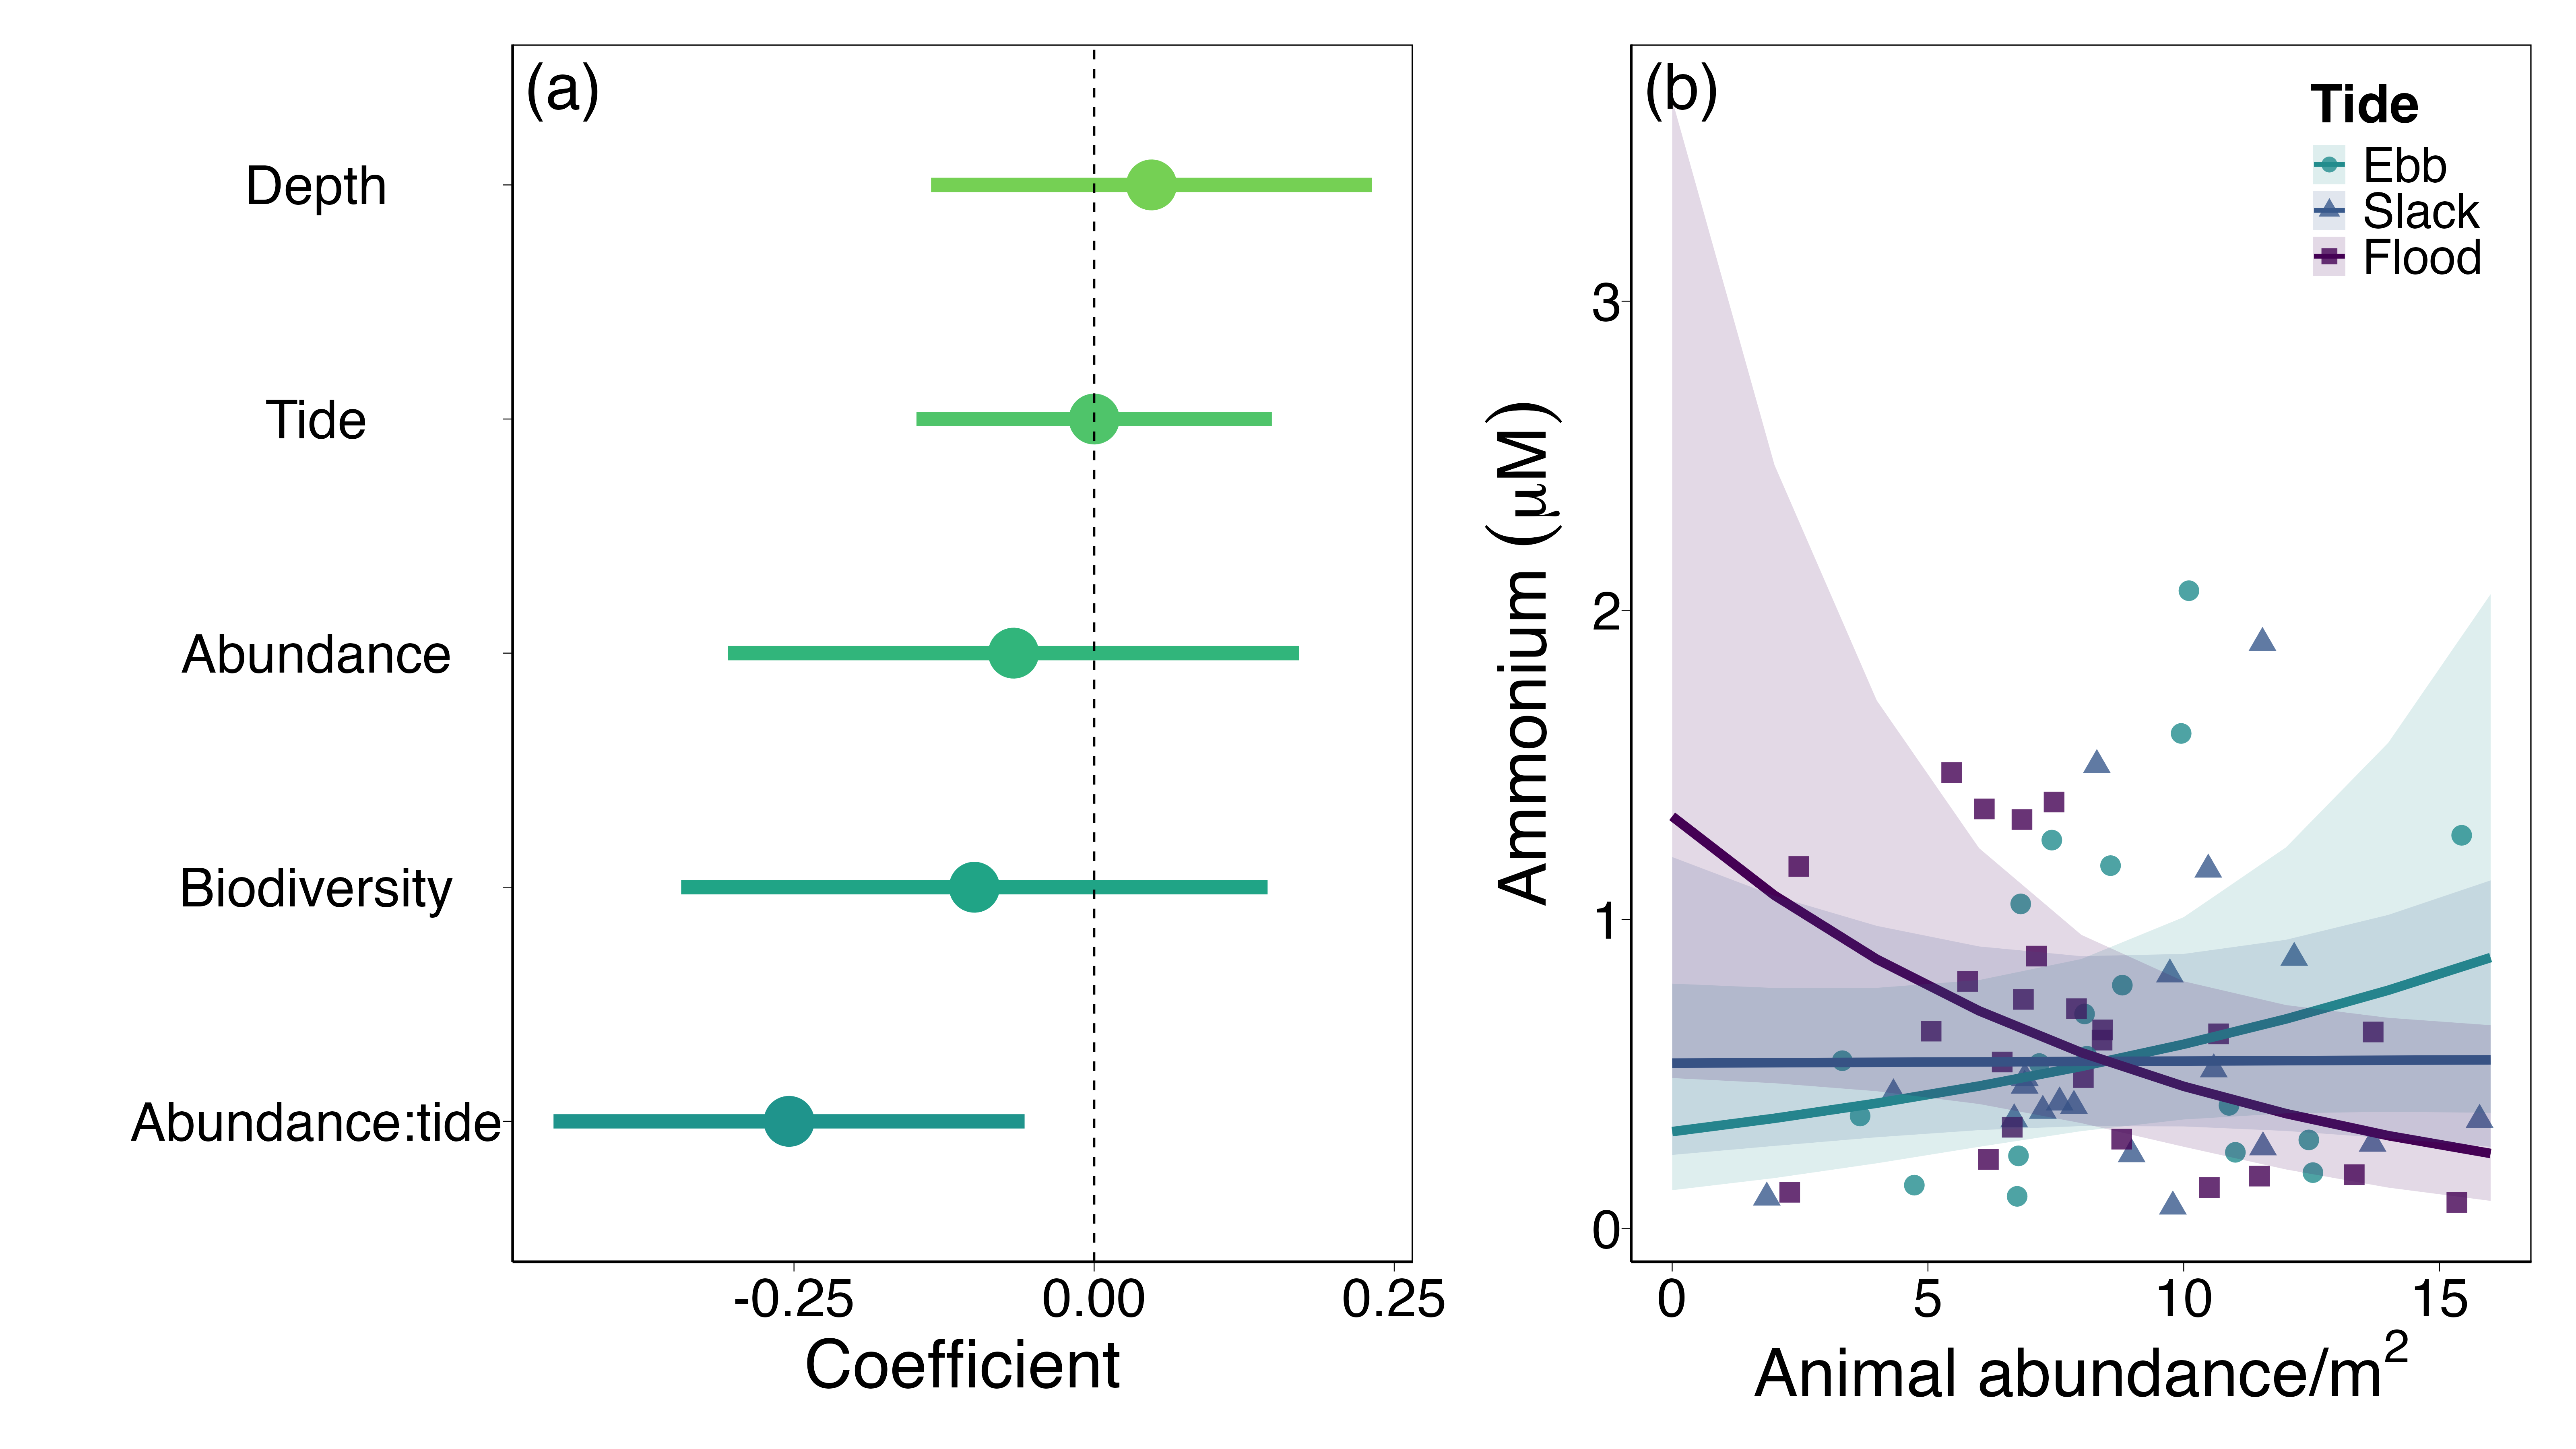 (a)
Depth
Tide
Abundance
Biodiversity
Abundance:tide
-0.25 0.00 0.25
Coefficient
(b)
Tide
Ebb
Slack
Flood
Ammonium (μM)
3
2
1
0
0 5 10 15
Animal abundance/m²